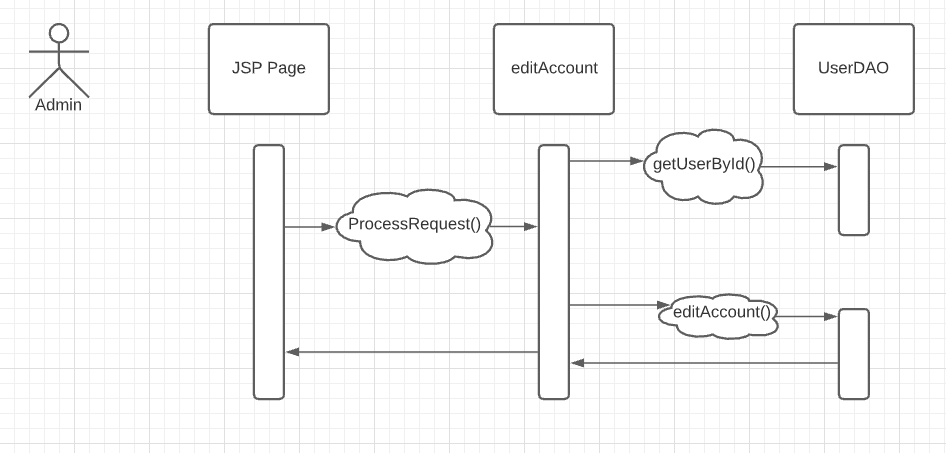 Admin
JSP Page
editAccount
UserDAO
getUserById()
ProcessRequest()
editAccount()